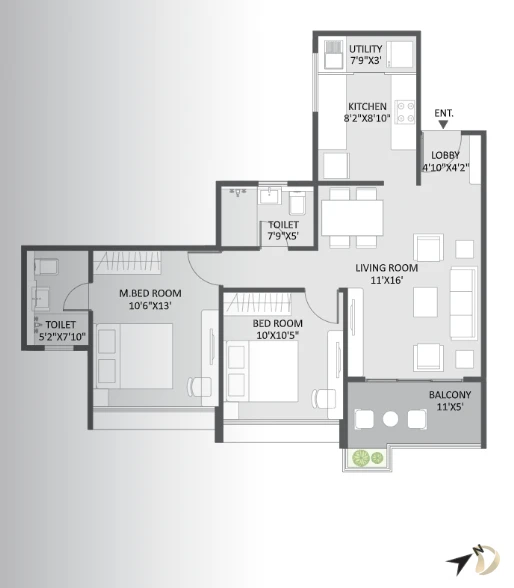 UTILITY
7'9"X3'
KITCHEN
8'2"X8'10"
ENT.
LOBBY
4'10"X4'2"
TOILET
7'9"X5'
LIVING ROOM
11'X16'
M.BED ROOM
10'6"X13'
BED ROOM
10'X10'5"
TOILET
5'2"X7'10"
BALCONY
11'X5'
N